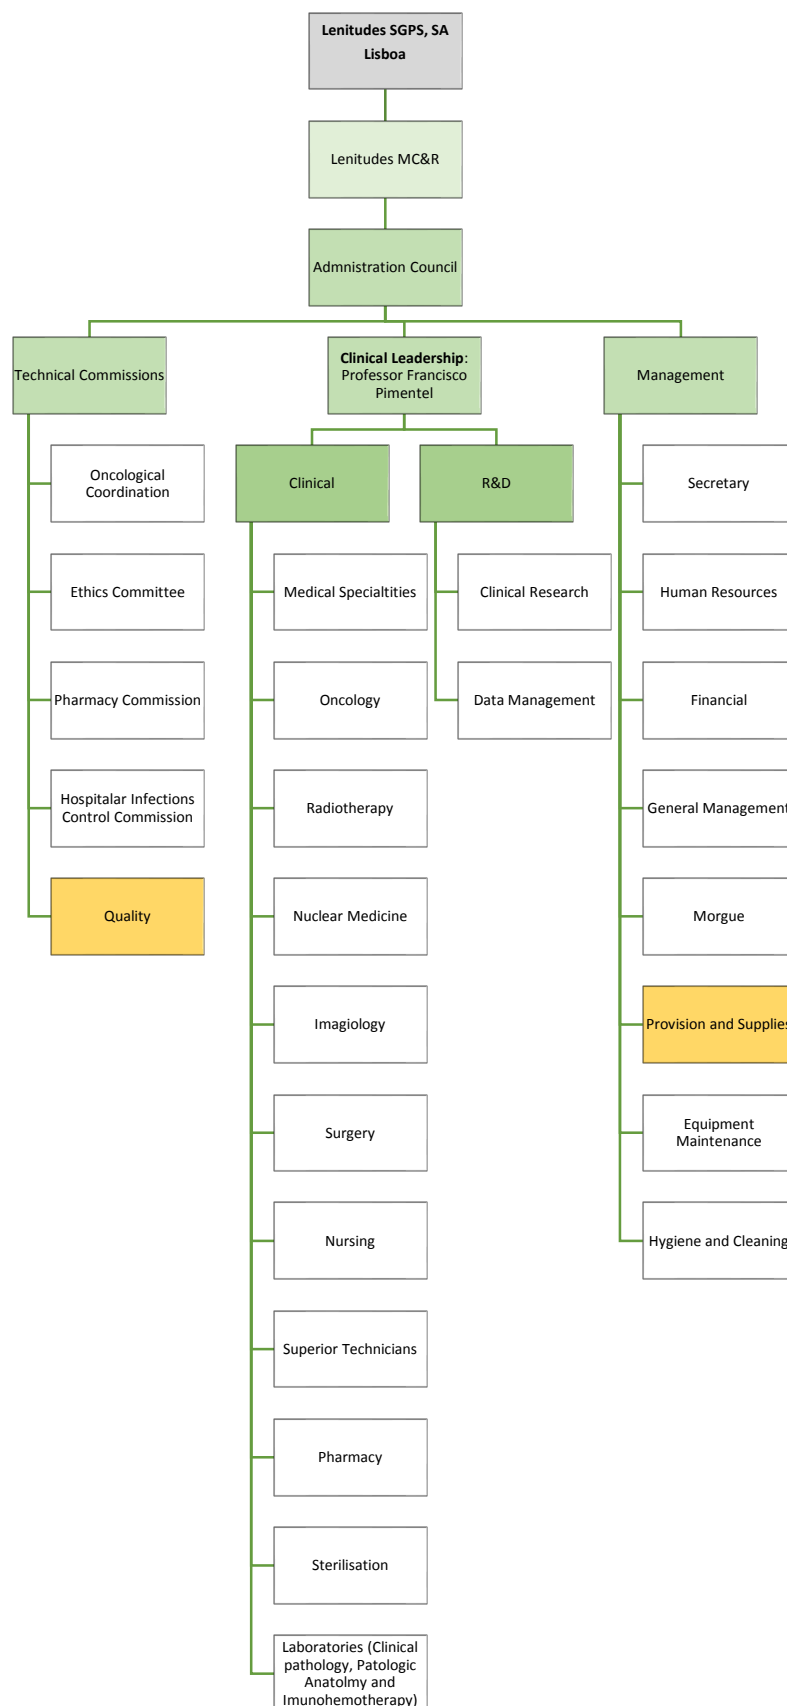 Lenitudes SGPS, SA
Lisboa
Lenitudes MC&R
Admnistration Council
Technical Commissions
Clinical Leadership:
Professor Francisco
Pimentel
Management
Oncological
Coordination
Ethics Committee
Pharmacy Commission
Hospitalar Infections
Control Commission
Quality
Clinical
Medical Specialtities
Oncology
Radiotherapy
Nuclear Medicine
Imagiology
Surgery
Nursing
Superior Technicians
Pharmacy
Sterilisation
Laboratories (Clinical
pathology, Patologic
Anatolmy and
Imunohemotherapy)
R&D
Clinical Research
Data Management
Secretary
Human Resources
Financial
General Management
Morgue
Provision and Supplies
Equipment
Maintenance
Hygiene and Cleaning